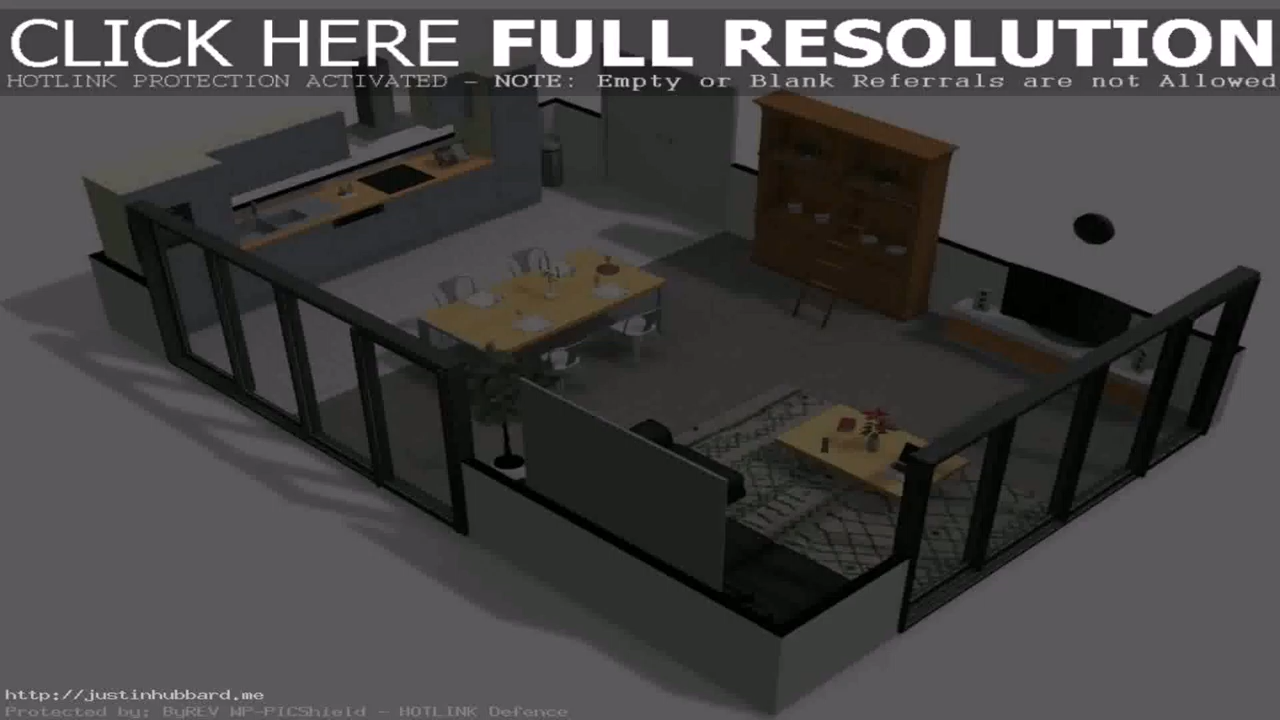 CLICK HERE FULL RESOLUTION
HOTLINK PROTECTION ACTIVATED - NOTE: Empty or Blank Referrals are not Allowed
http://justinhubbard.me
Protected by: ByREV WP-PICShield - HOTLINK Defence